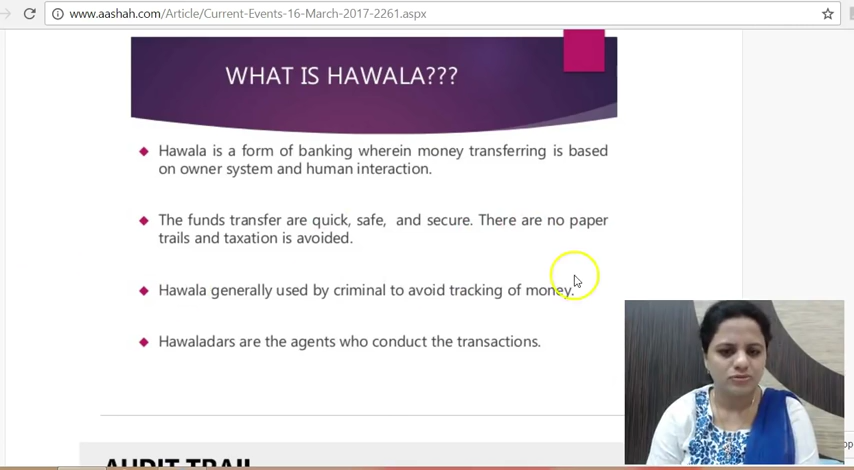 www.aashah.com/Article/Current-Events-16-March-2017-2261.aspx
WHAT IS HAWALA???
Hawala is a form of banking wherein money transferring is based
on owner system and human interaction.
The funds transfer are quick, safe, and secure. There are no paper
trails and taxation is avoided.
Hawala generally used by criminal to avoid tracking of money.
Hawaladars are the agents who conduct the transactions.
AUDIT TRAIL
op